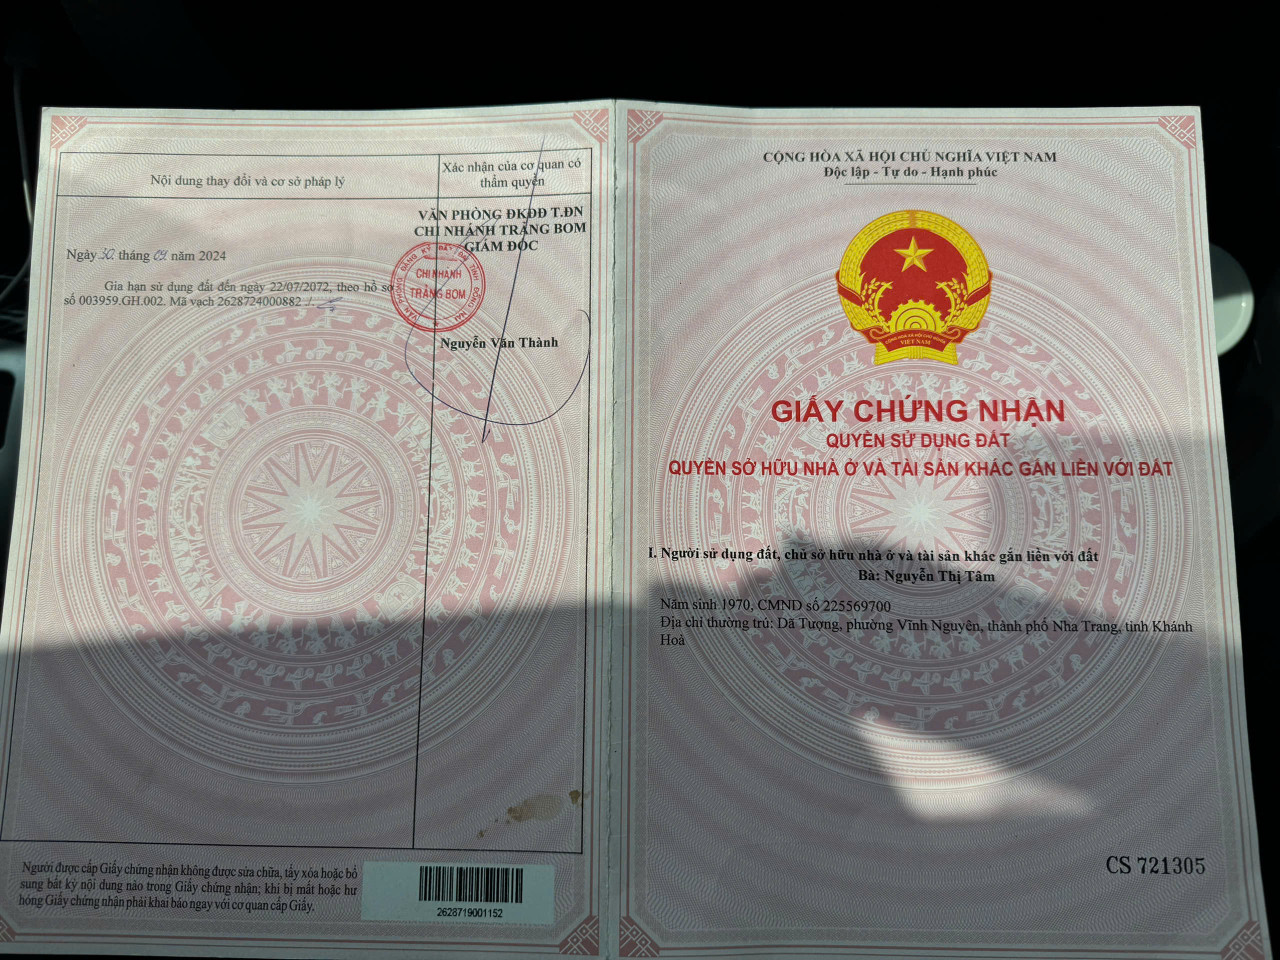 Nội dung thay đổi và cơ sở pháp lý
Xác nhận của cơ quan có
thẩm quyền
VĂN PHÒNG ĐKĐĐ T.ĐN
CHI NHÁNH TRẢNG BOM
GIÁM ĐỐC
Ngày 30 tháng 09 năm 2024
Gia hạn sử dụng đất đến ngày 22/07/2072, theo hồ sơ
số 003959.GH.002. Mã vạch 2628724000882 ./.
CHI NHÁNH
TRẢNG BOM
Nguyễn Văn Thành
Người được cấp Giấy chứng nhận không được sửa chữa, tẩy xóa hoặc bổ
sung bất kỳ nội dung nào trong Giấy chứng nhận; khi bị mất hoặc hư
hỏng Giấy chứng nhận phải khai báo ngay với cơ quan cấp Giấy.
2628719001152
CỘNG HÒA XÃ HỘI CHỦ NGHĨA VIỆT NAM
Độc lập - Tự do - Hạnh phúc
CỘNG HÒA XÃ HỘI CHỦ NGHĨA
VIỆT NAM
GIẤY CHỨNG NHẬN
QUYỀN SỬ DỤNG ĐẤT
QUYỀN SỞ HỮU NHÀ Ở VÀ TÀI SẢN KHÁC GẮN LIỀN VỚI ĐẤT
I. Người sử dụng đất, chủ sở hữu nhà ở và tài sản khác gắn liền với đất
Bà: Nguyễn Thị Tâm
Năm sinh 1970, CMND số 225569700
Địa chỉ thường trú: Dã Tượng, phường Vĩnh Nguyên, thành phố Nha Trang, tỉnh Khánh
Hoà
CS 721305